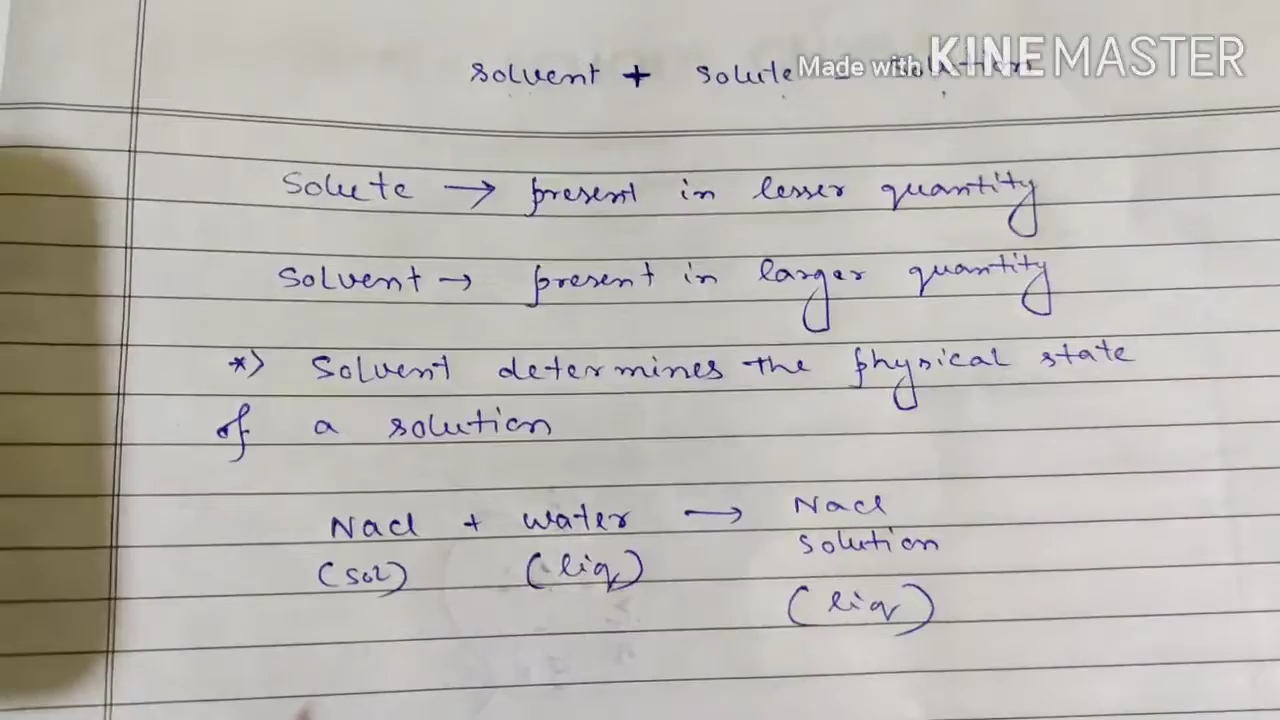 solvent + solute = solution
Made with KINEMASTER
Solute → present in lesser quantity
Solvent → present in larger quantity
*) Solvent determines the physical state
of a solution
Nacl + water → Nacl
solution
(sol) (liq)
(liq)